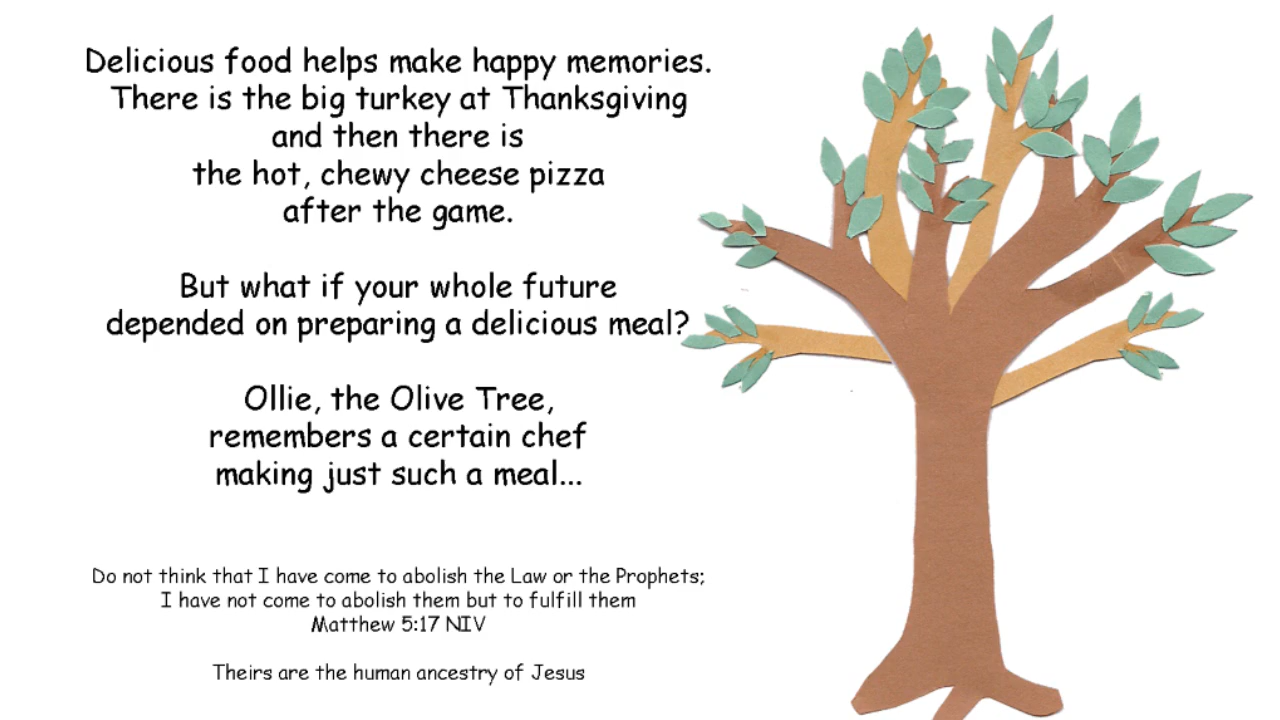 Delicious food helps make happy memories.
There is the big turkey at Thanksgiving
and then there is
the hot, chewy cheese pizza
after the game.
But what if your whole future
depended on preparing a delicious meal?
Ollie, the Olive Tree,
remembers a certain chef
making just such a meal...
Do not think that I have come to abolish the Law or the Prophets;
I have not come to abolish them but to fulfill them
Matthew 5:17 NIV
Theirs are the human ancestry of Jesus